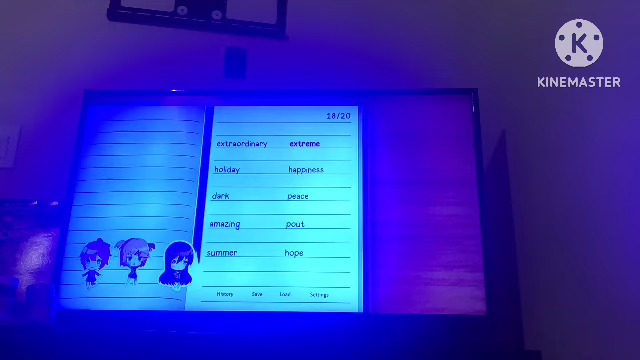 K
KINEMASTER
18/20
extraordinary extreme
holiday happiness
dark peace
amazing pout
summer hope
History Save Load Settings